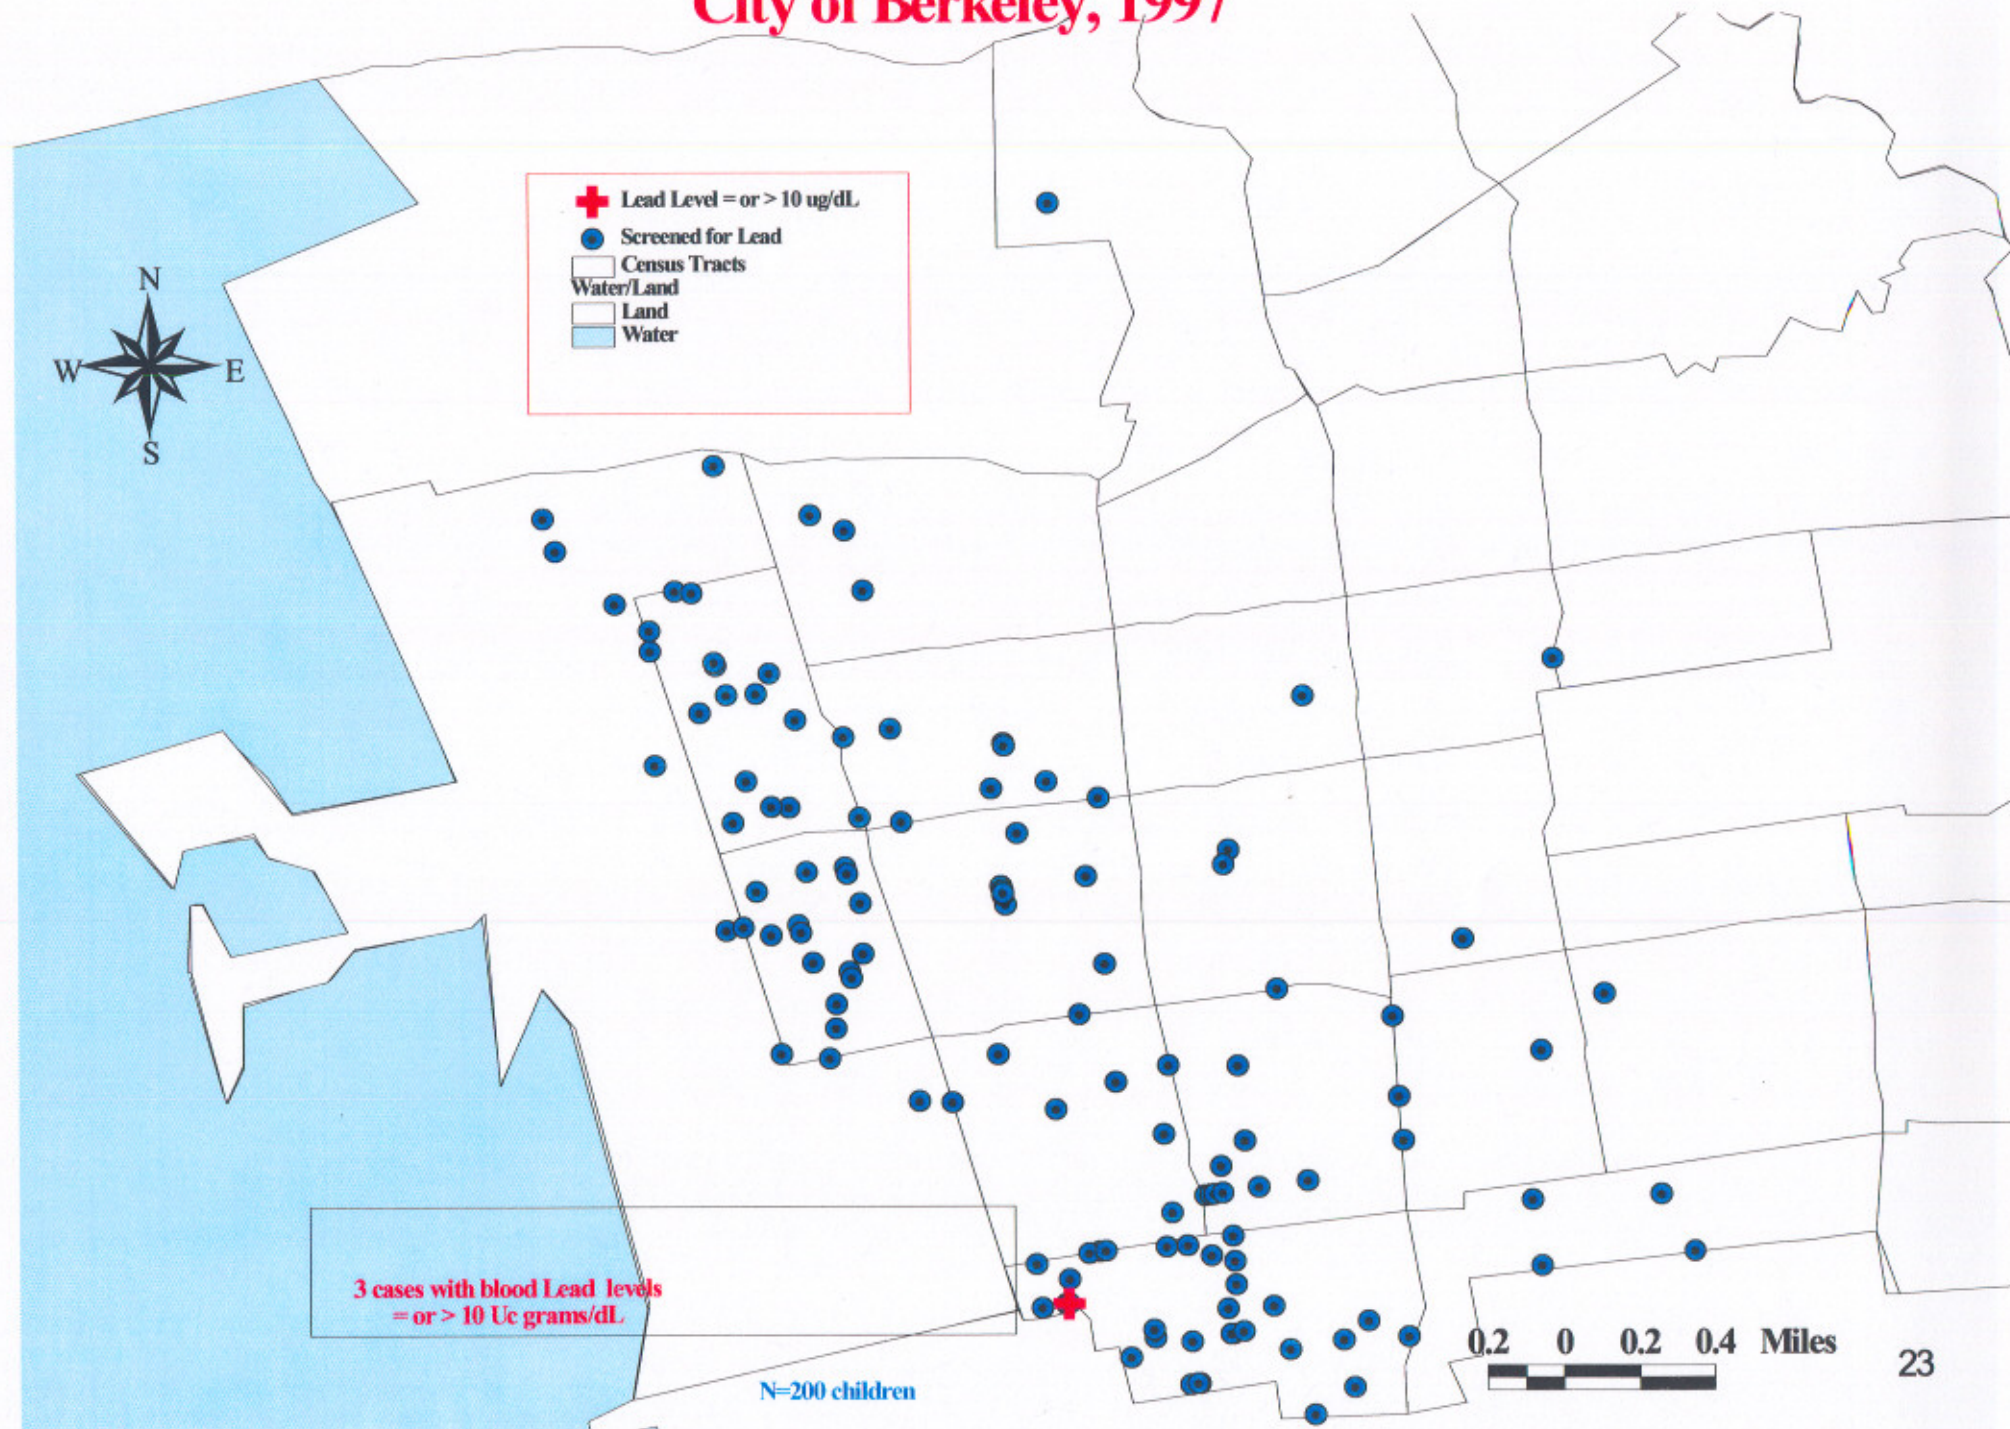 City of Berkeley, 1997
Lead Level = or > 10 ug/dL
Screened for Lead
Census Tracts
Water/Land
Land
Water
N
W
E
S
3 cases with blood Lead levels
= or > 10 Uc grams/dL
N=200 children
0.2 0 0.2 0.4 Miles
23